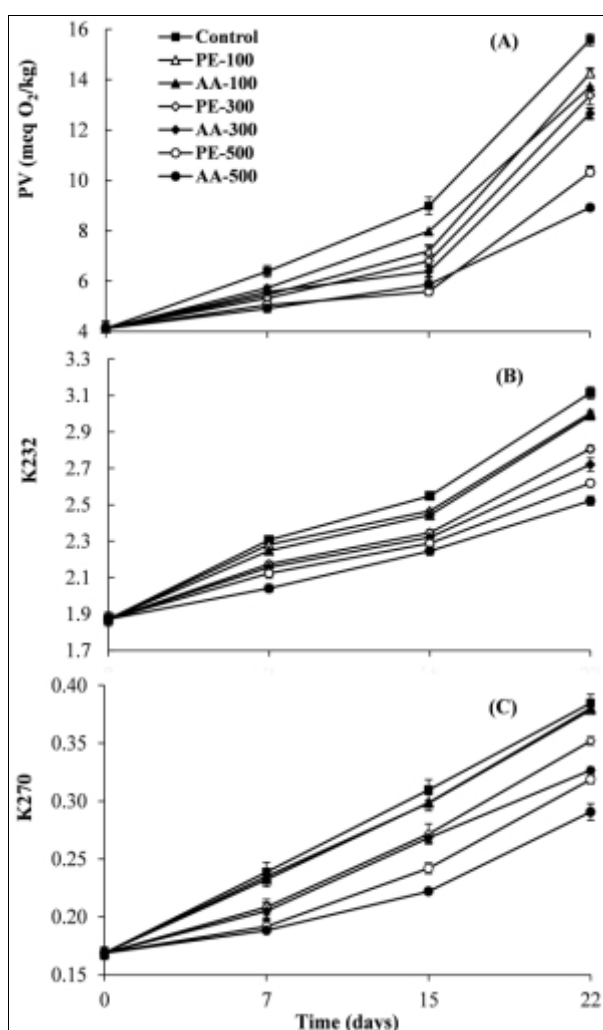 (A)
Control
PE-100
AA-100
PE-300
AA-300
PE-500
AA-500
PV (meq O₂/kg)
16
14
12
10
8
6
4
(B)
K232
3.3
3.1
2.9
2.7
2.5
2.3
2.1
1.9
1.7
(C)
K270
0.40
0.35
0.30
0.25
0.20
0.15
0 7 15 22
Time (days)